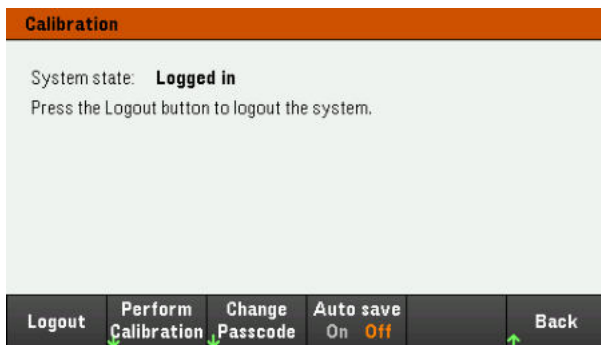 Calibration
System state: Logged in
Press the Logout button to logout the system.
Logout
Perform
Calibration
Change
Passcode
Auto save
On Off
Back